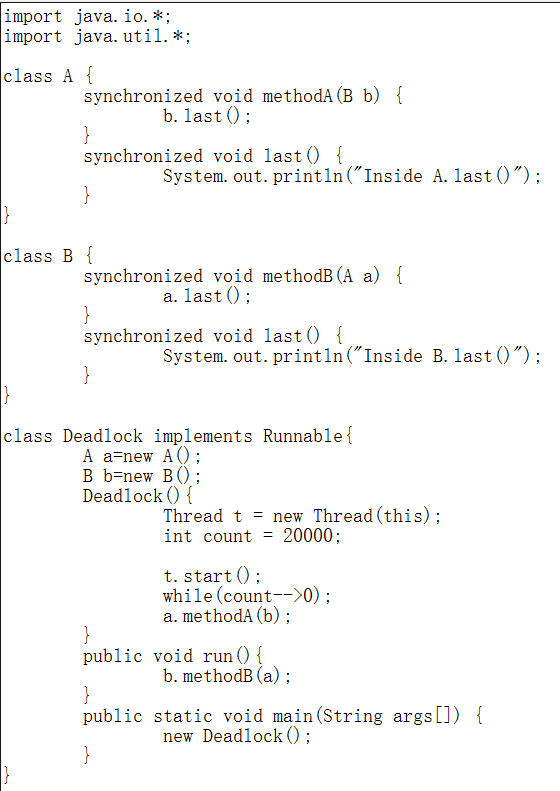 import java.io.*;
import java.util.*;

class A {
        synchronized void methodA(B b) {
                b.last();
        }
        synchronized void last() {
                System.out.println("Inside A.last()");
        }
}

class B {
        synchronized void methodB(A a) {
                a.last();
        }
        synchronized void last() {
                System.out.println("Inside B.last()");
        }
}

class Deadlock implements Runnable{
        A a=new A();
        B b=new B();
        Deadlock(){
                Thread t = new Thread(this);
                int count = 20000;

                t.start();
                while(count-->0);
                a.methodA(b);
        }
        public void run(){
                b.methodB(a);
        }
        public static void main(String args[]) {
                new Deadlock();
        }
}